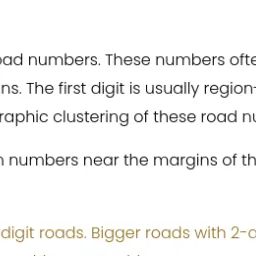 oad numbers. These numbers ofte
ns. The first digit is usually region-
raphic clustering of these road nu
n numbers near the margins of th
digit roads. Bigger roads with 2-d